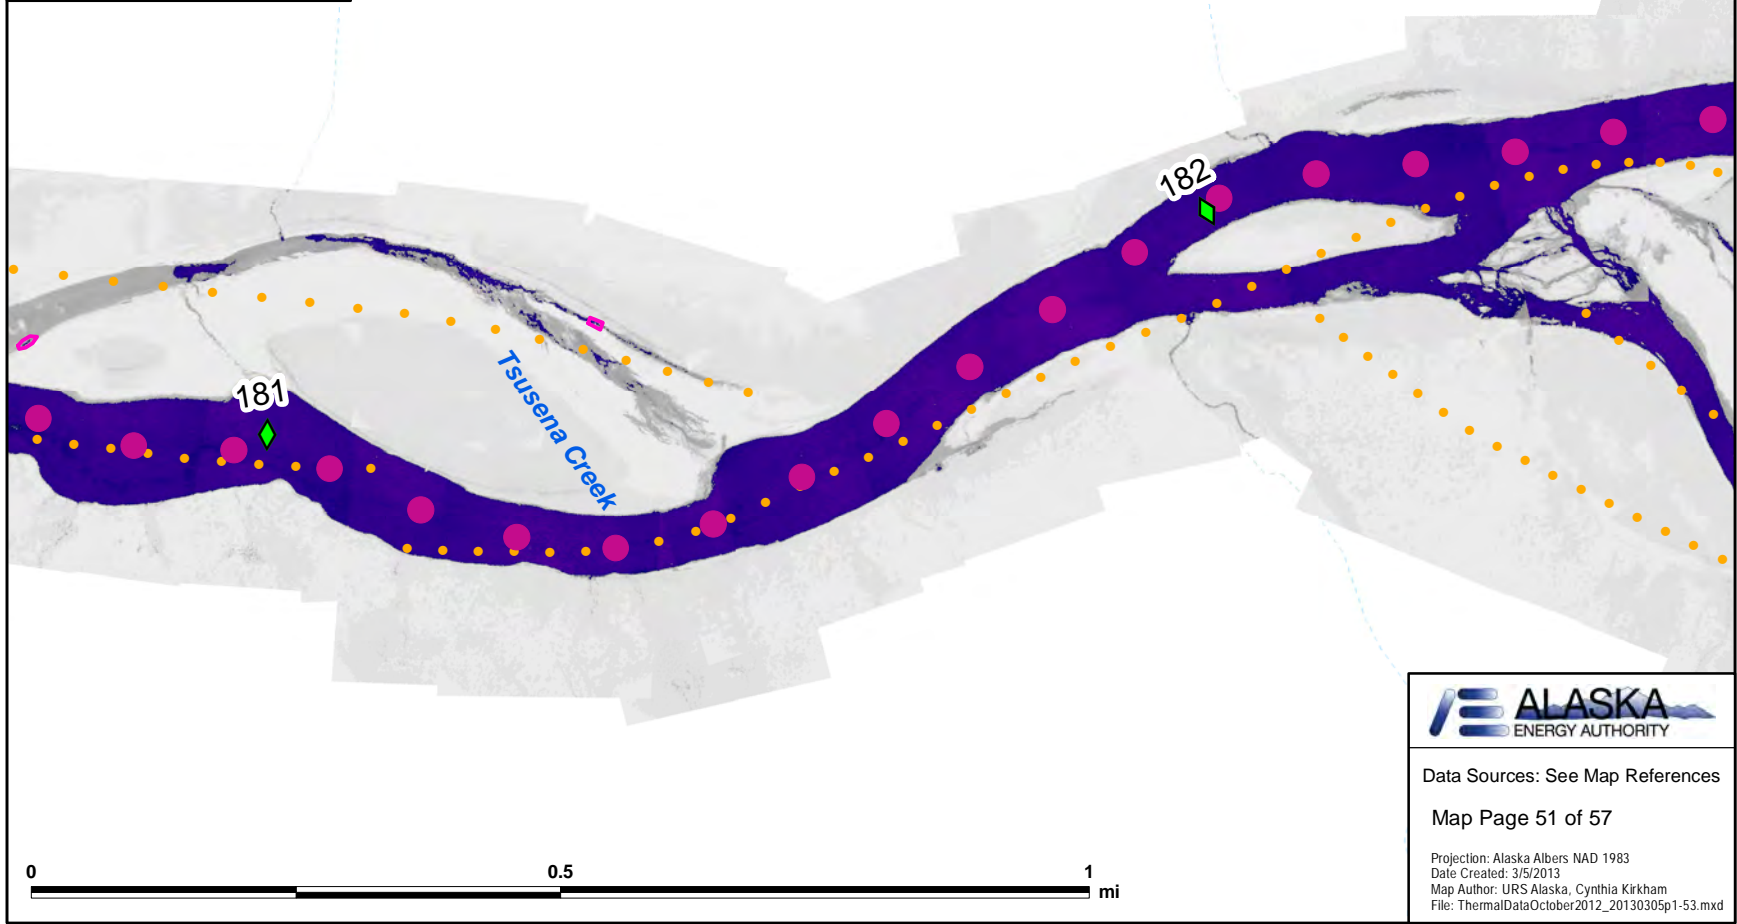 182
181
Tsusena Creek
ALASKA
ENERGY AUTHORITY
Data Sources: See Map References
Map Page 51 of 57
Projection: Alaska Albers NAD 1983
Date Created: 3/5/2013
Map Author: URS Alaska, Cynthia Kirkham
File: ThermalDataOctober2012_20130305p1-53.mxd
0 0.5 1
mi